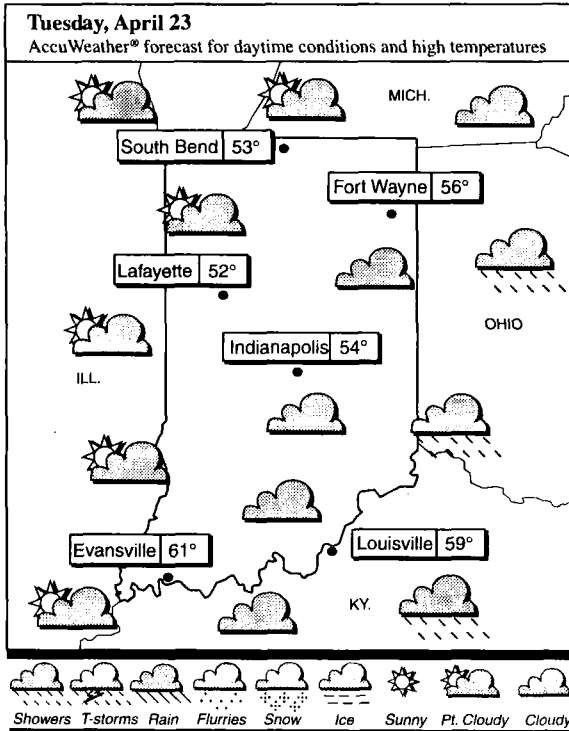 Tuesday, April 23
AccuWeather® forecast for daytime conditions and high temperatures
MICH.
South Bend 53°
Fort Wayne 56°
Lafayette 52°
OHIO
Indianapolis 54°
ILL.
Evansville 61°
Louisville 59°
KY.
Showers T-storms Rain Flurries Snow Ice Sunny Pt. Cloudy Cloudy